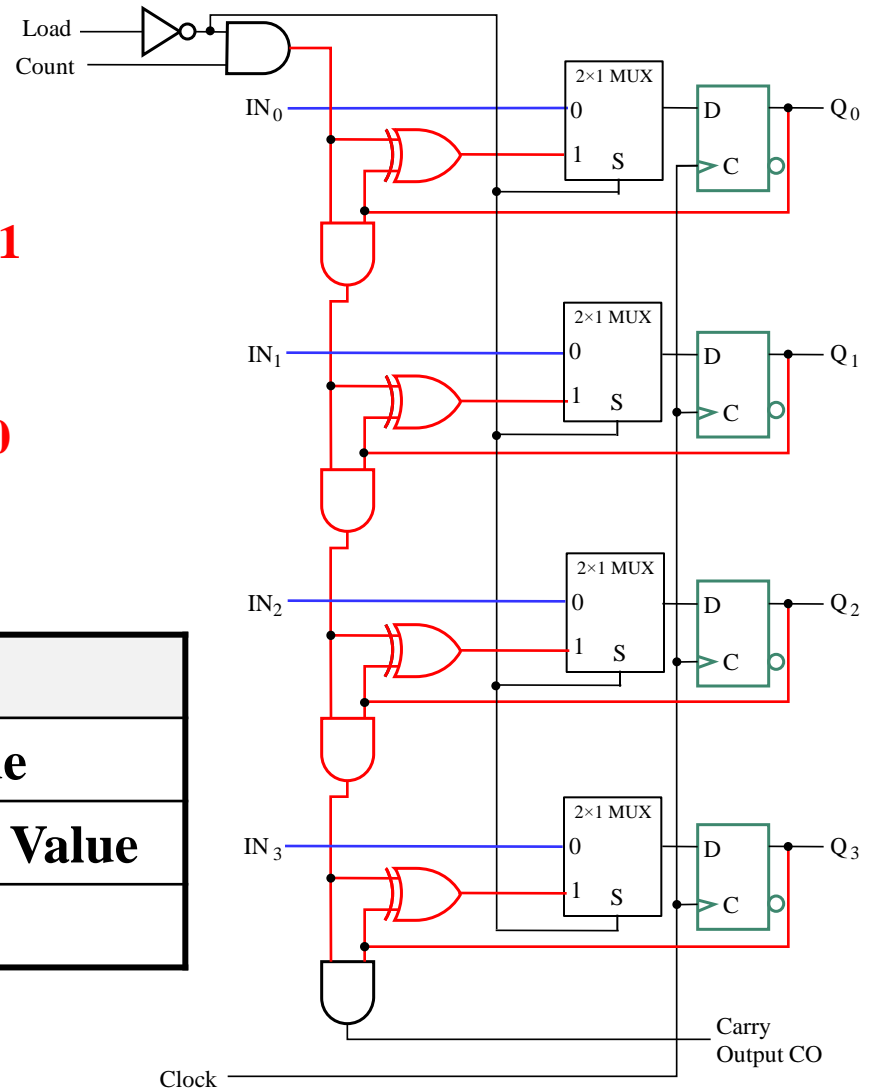 Load
Count
2×1 MUX
IN0
0
D
Q0
1
S
C
1
2×1 MUX
IN1
0
D
Q1
1
S
C
2×1 MUX
IN2
0
D
Q2
1
S
C
Value
2×1 MUX
IN3
0
D
Q3
1
S
C
Carry
Output CO
Clock